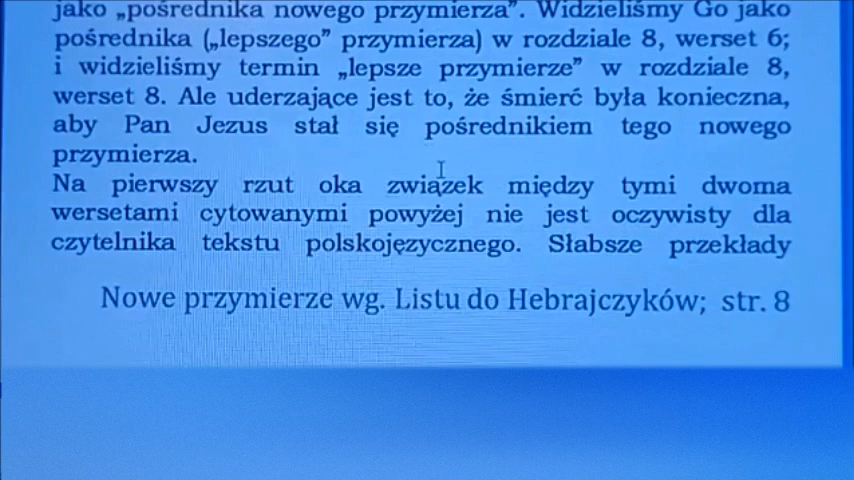 jako „pośrednika nowego przymierza”. Widzieliśmy Go jako
pośrednika („lepszego” przymierza) w rozdziale 8, werset 6;
i widzieliśmy termin „lepsze przymierze” w rozdziale 8,
werset 8. Ale uderzające jest to, że śmierć była konieczna,
aby Pan Jezus stał się pośrednikiem tego nowego
przymierza.
Na pierwszy rzut oka związek między tymi dwoma
wersetami cytowanymi powyżej nie jest oczywisty dla
czytelnika tekstu polskojęzycznego. Słabsze przekłady
Nowe przymierze wg. Listu do Hebrajczyków; str. 8